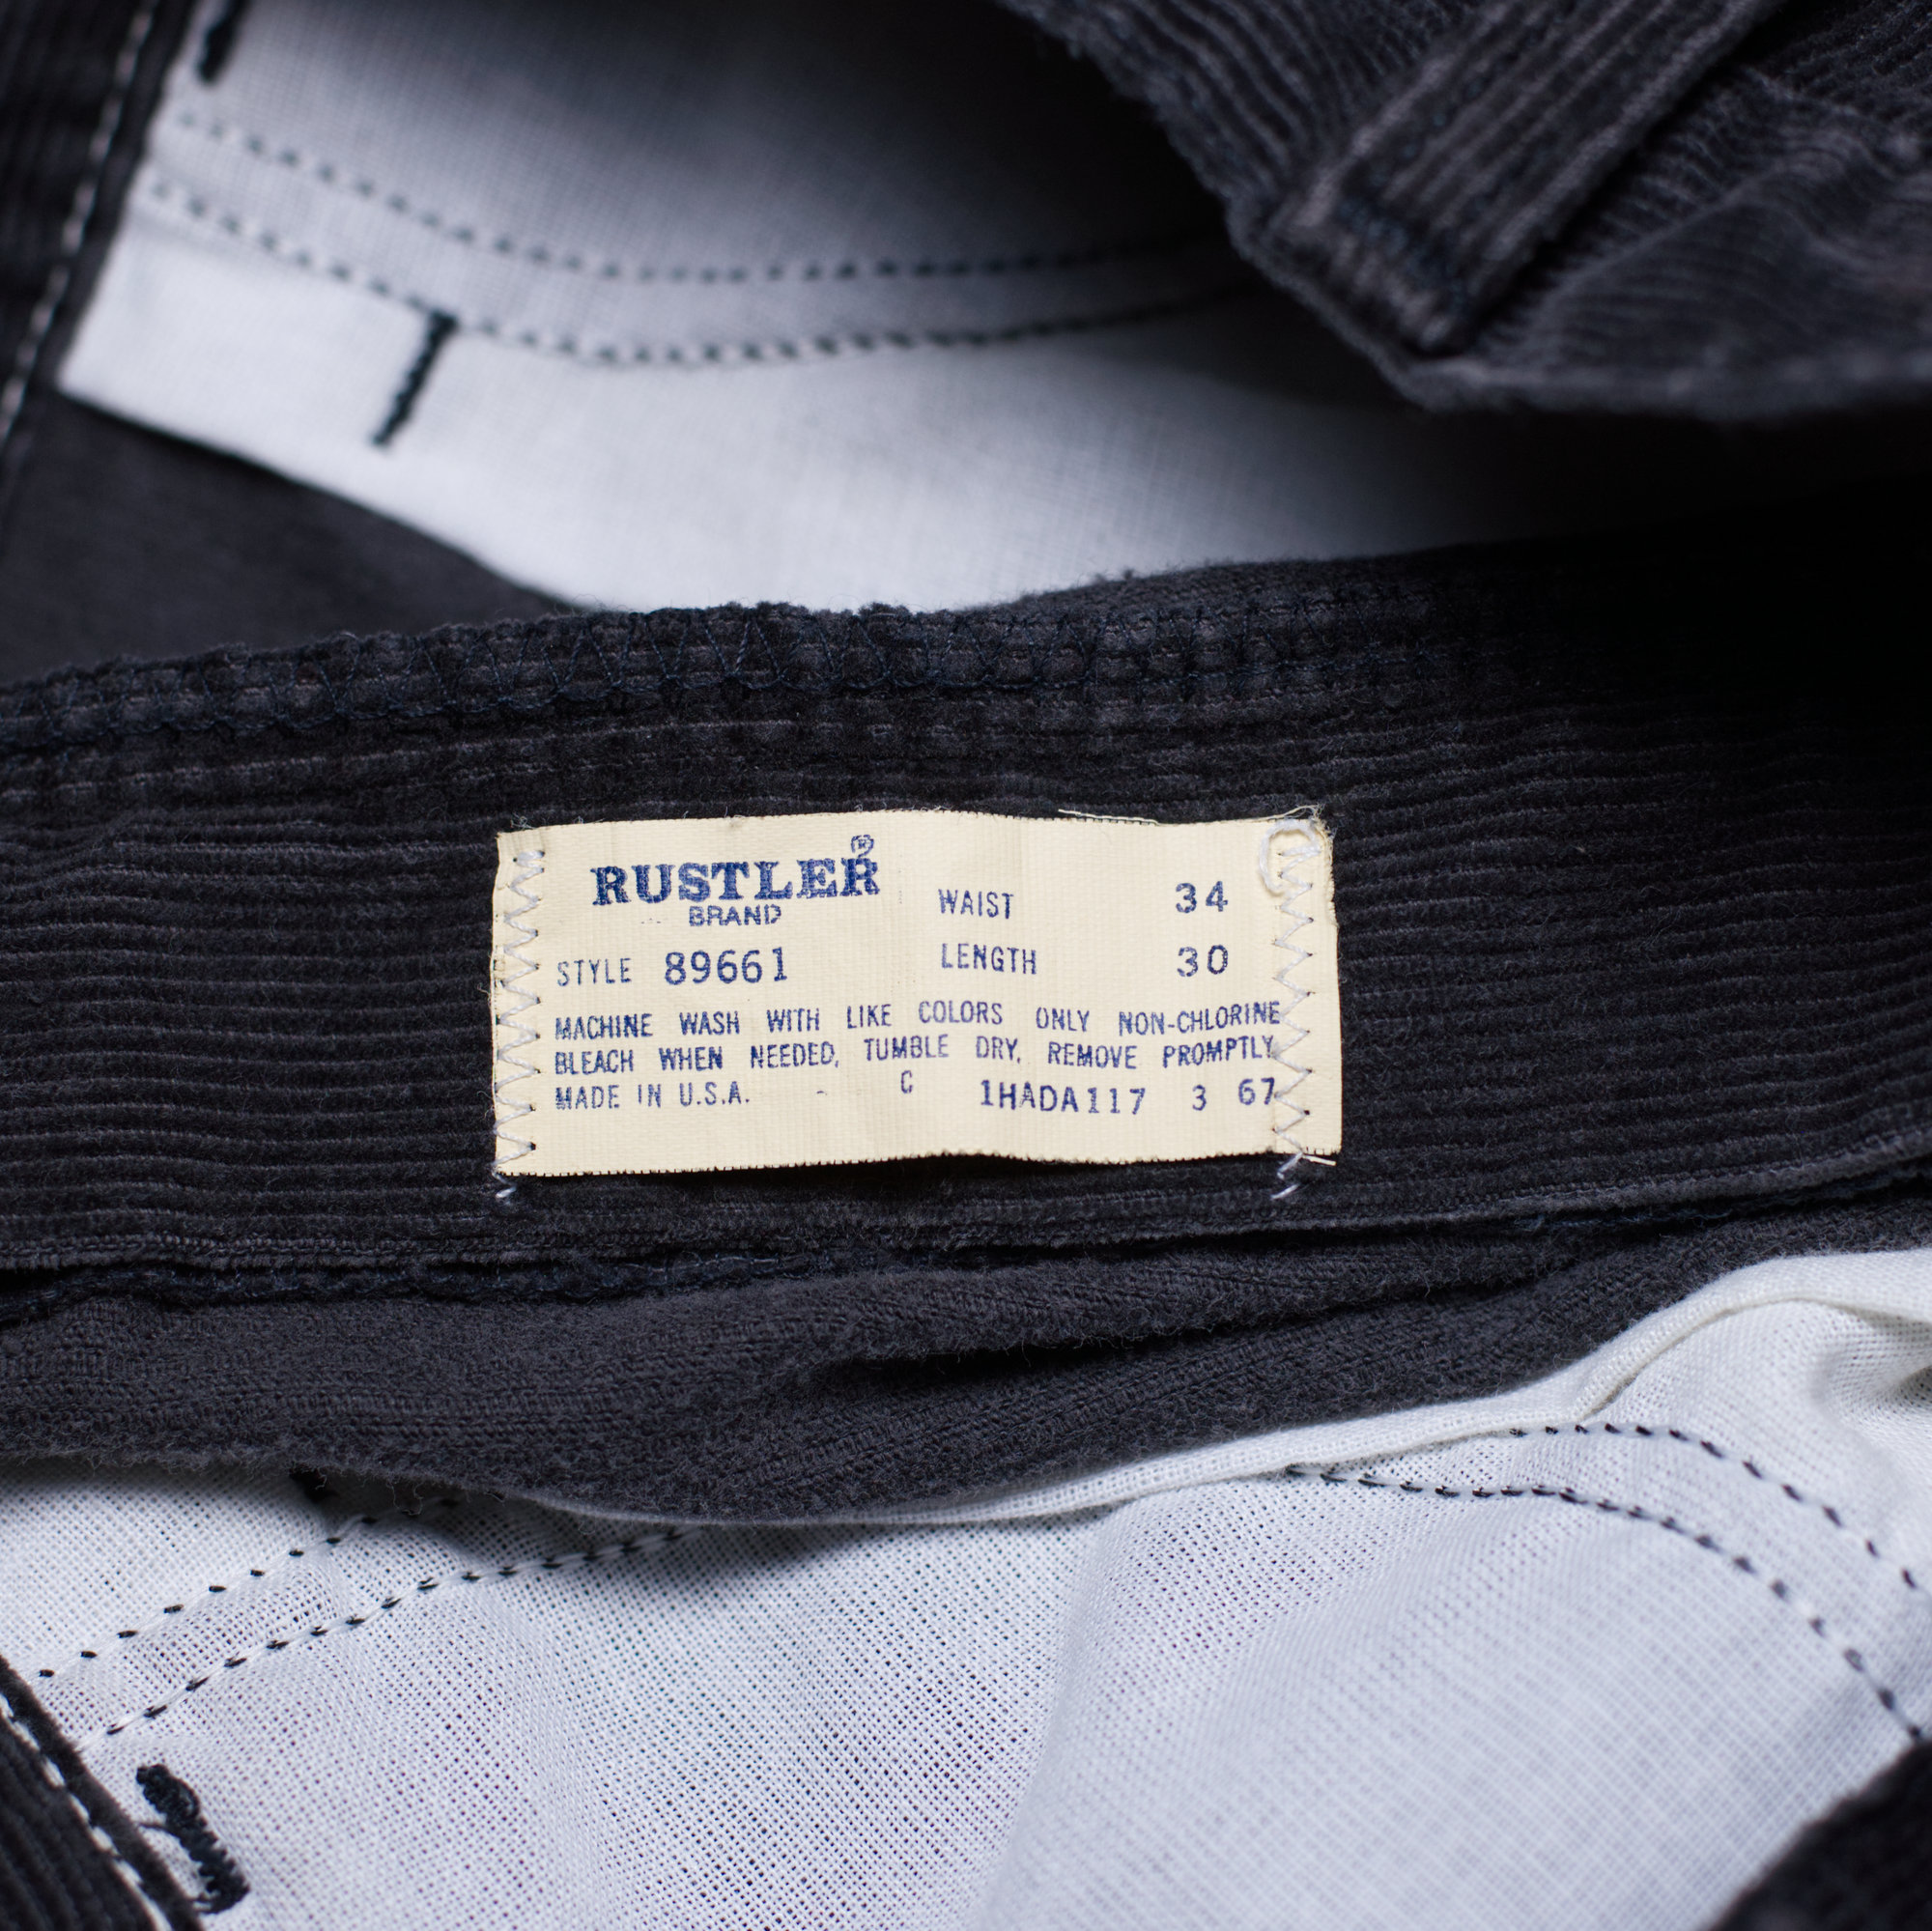 RUSTLER®
BRAND
WAIST 34
STYLE 89661
LENGTH 30
MACHINE WASH WITH LIKE COLORS ONLY NON-CHLORINE
BLEACH WHEN NEEDED, TUMBLE DRY, REMOVE PROMPTLY.
MADE IN U.S.A. - C 1HADA117 3 67